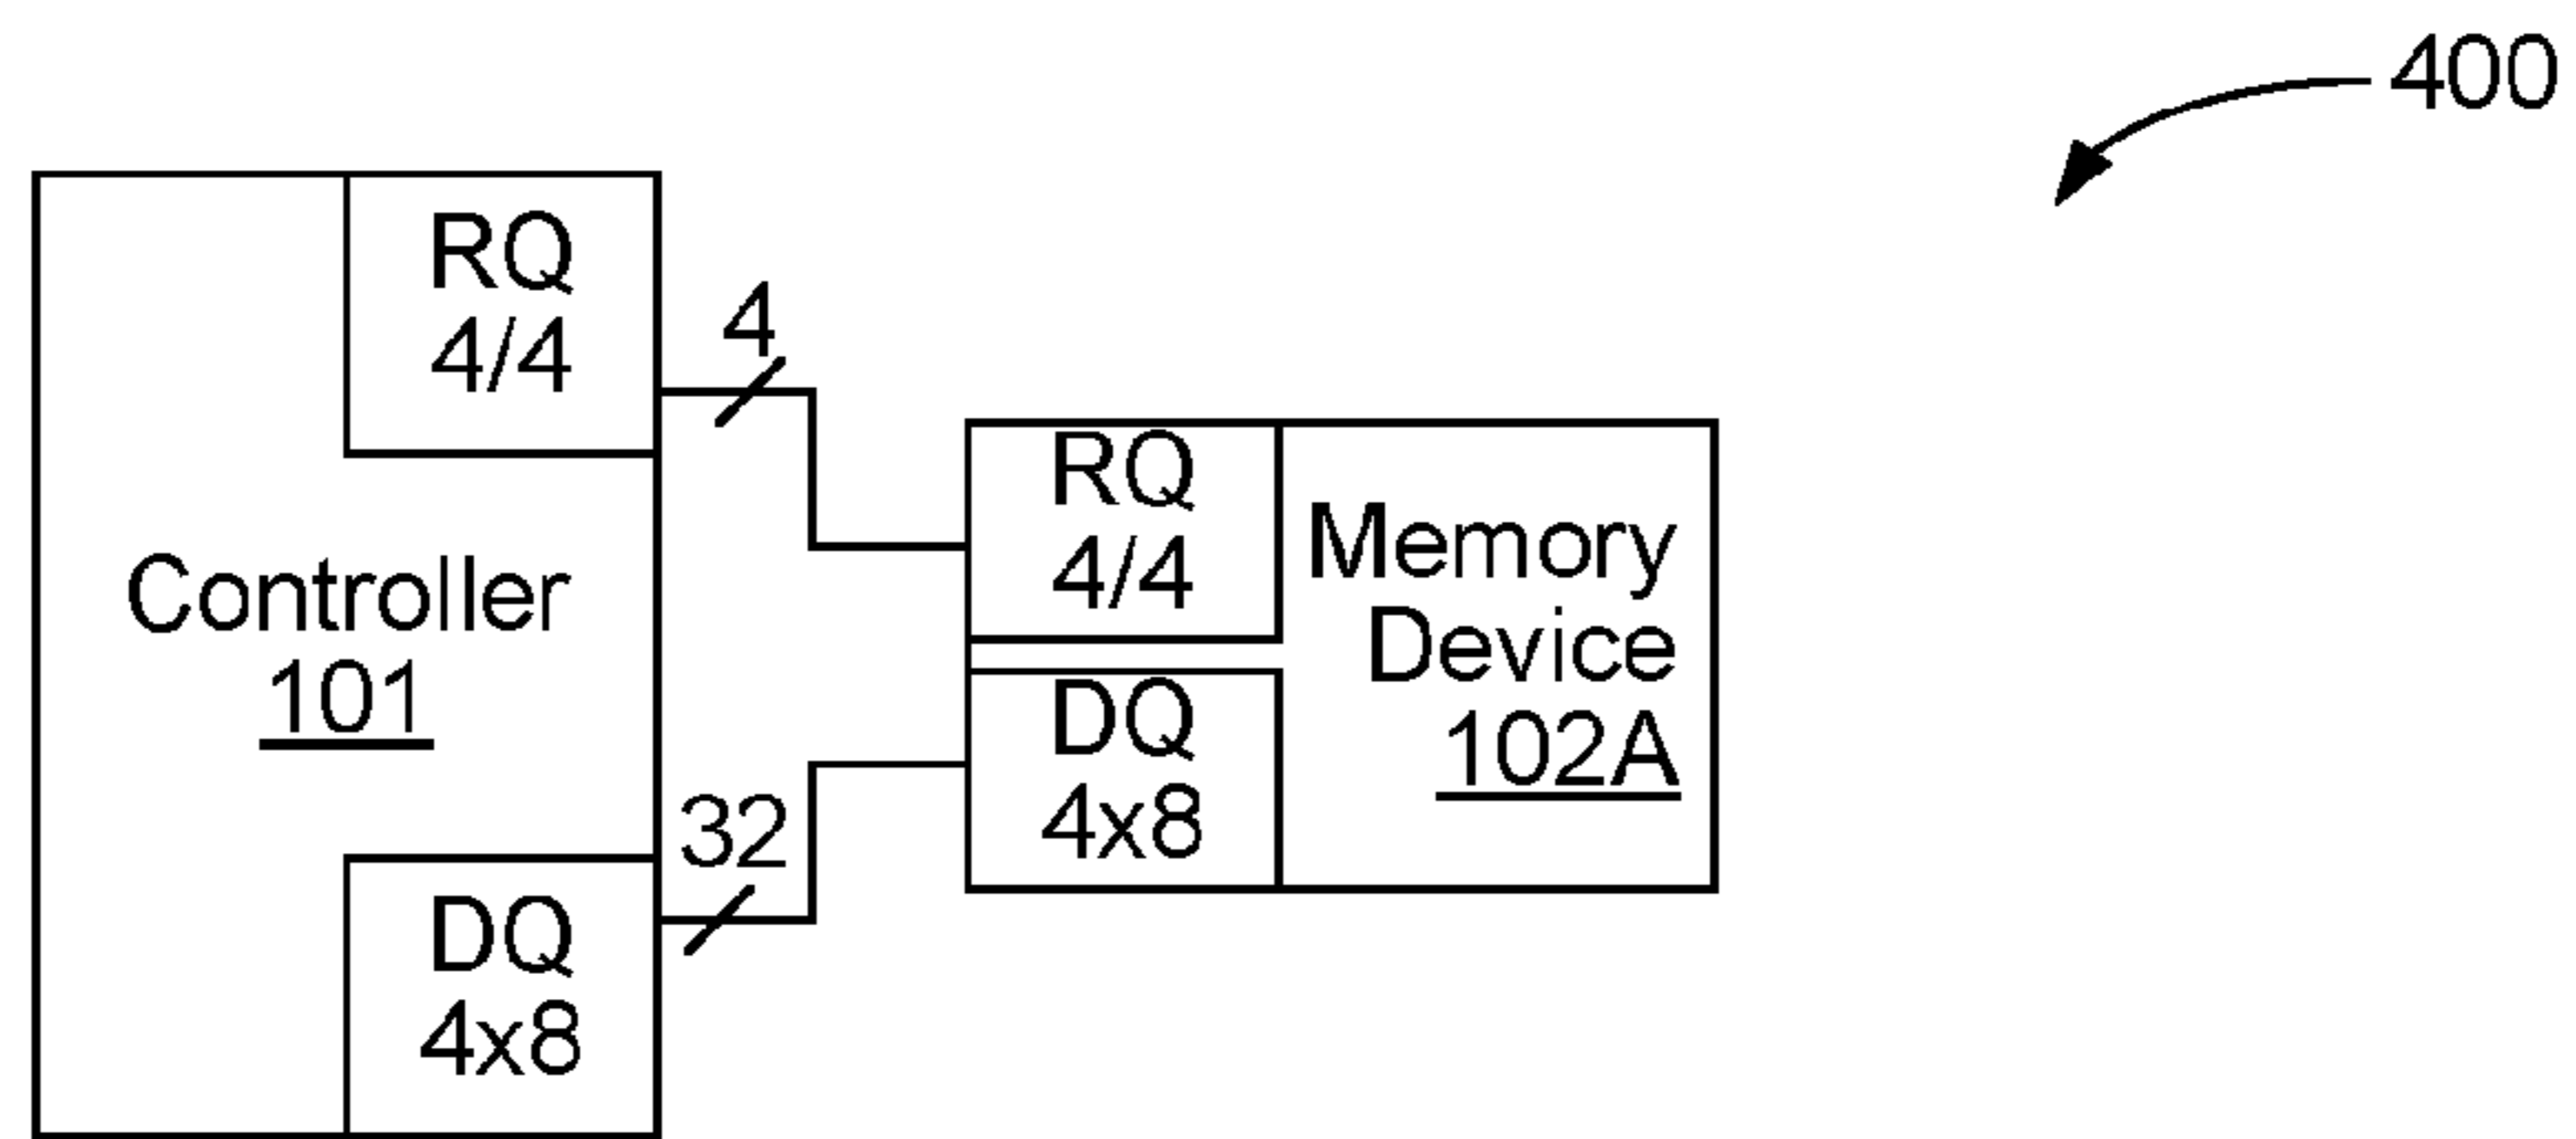 400
RQ
4/4
4
Controller
101
32
DQ
4x8
RQ
4/4
DQ
4x8
Memory
Device
102A